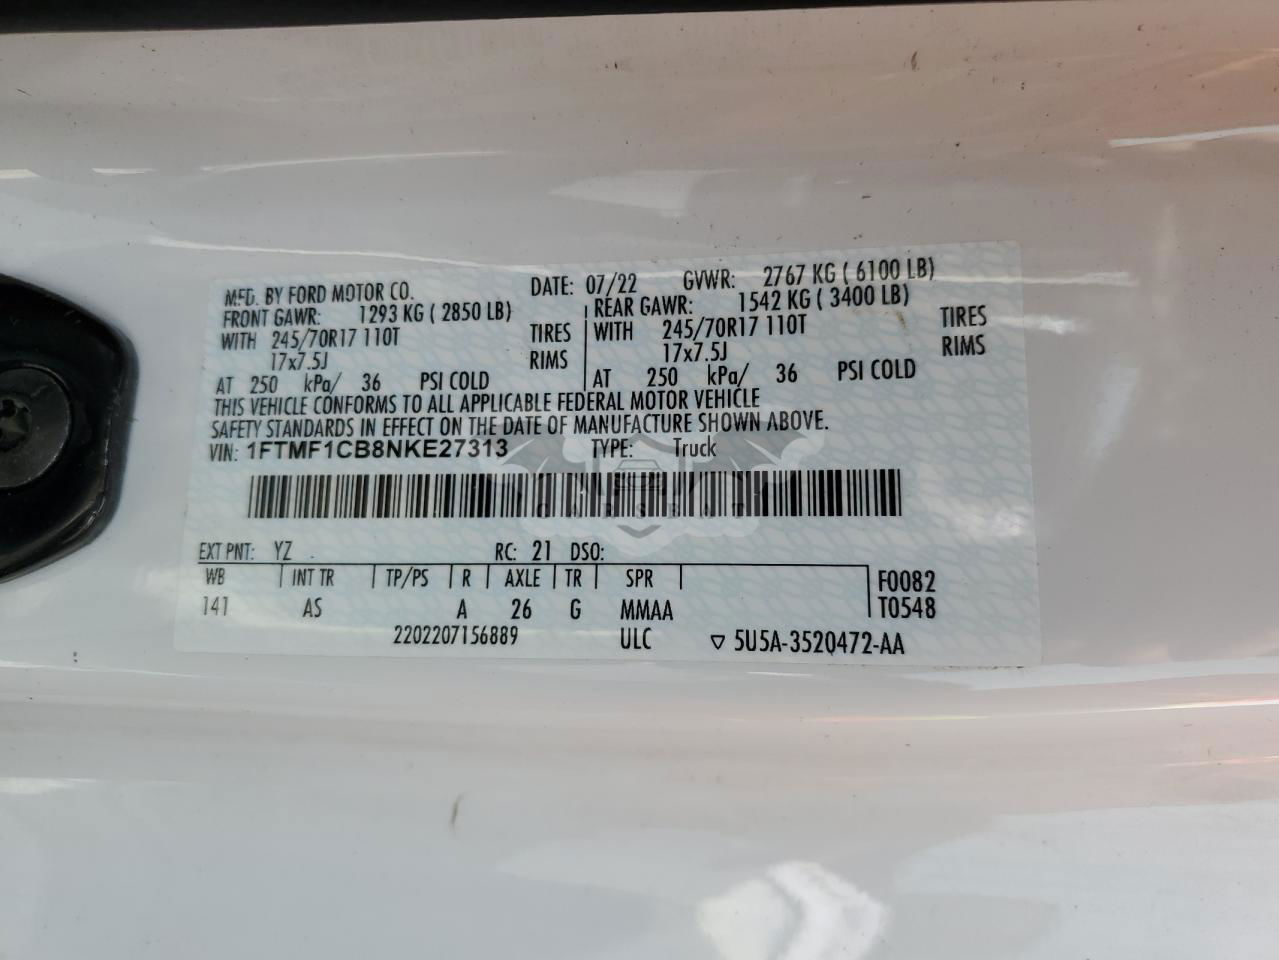 MFD. BY FORD MOTOR CO. DATE: 07/22 GVWR: 2767 KG ( 6100 LB)
FRONT GAWR: 1293 KG ( 2850 LB) REAR GAWR: 1542 KG ( 3400 LB)
WITH 245/70R17 110T TIRES WITH 245/70R17 110T TIRES
17x7.5J RIMS 17x7.5J RIMS
AT 250 kPa/ 36 PSI COLD AT 250 kPa/ 36 PSI COLD
THIS VEHICLE CONFORMS TO ALL APPLICABLE FEDERAL MOTOR VEHICLE
SAFETY STANDARDS IN EFFECT ON THE DATE OF MANUFACTURE SHOWN ABOVE.
VIN: 1FTMF1CB8NKE27313 TYPE: Truck
CARSBAT
EXT PNT: YZ RC: 21 DSO:
WB INT TR TP/PS R AXLE TR SPR F0082
141 AS A 26 G MMAA T0548
2202207156889 ULC ▽ 5U5A-3520472-AA